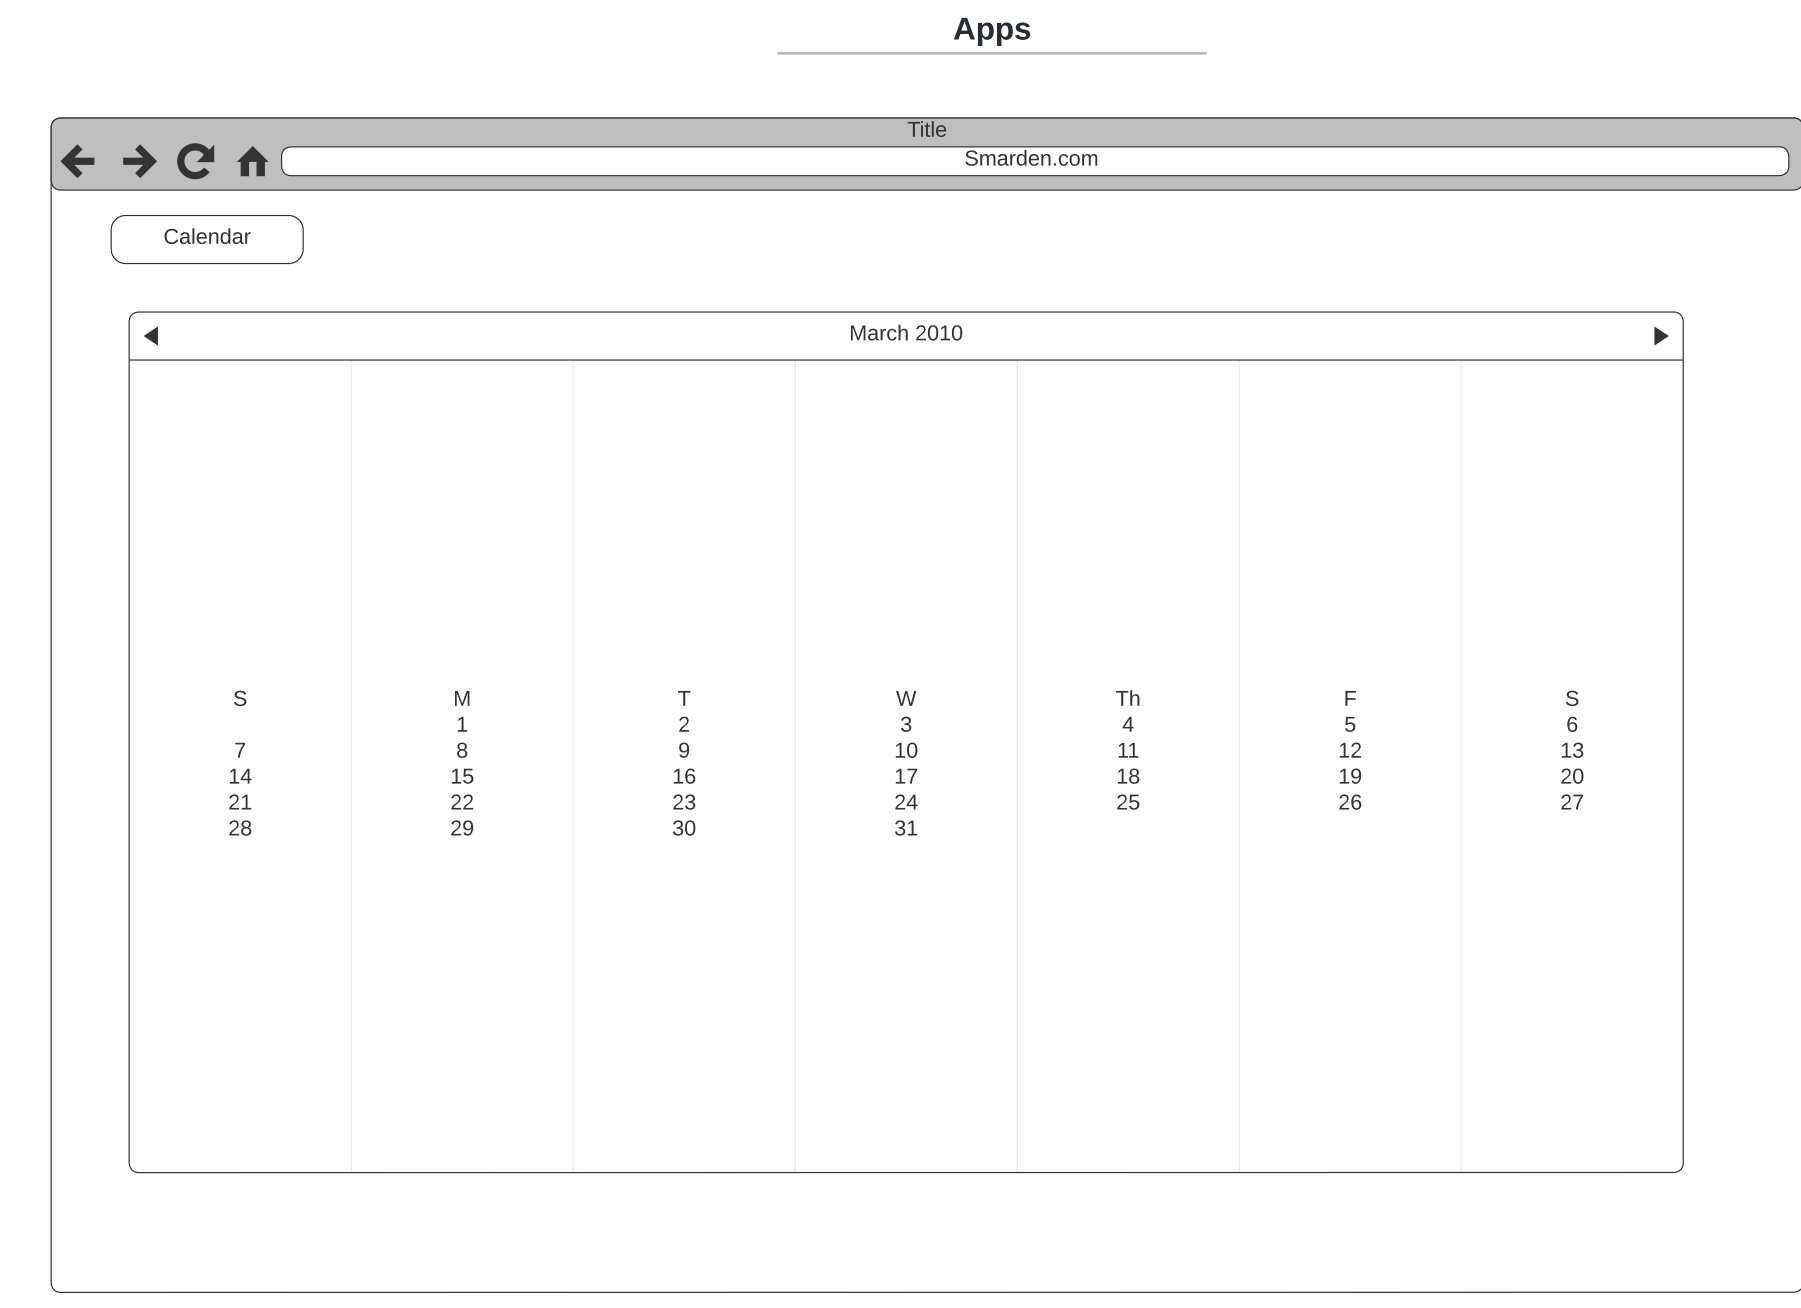 Apps
Title
Smarden.com
Calendar
March 2010
S M T W Th F S
1 2 3 4 5 6
7 8 9 10 11 12 13
14 15 16 17 18 19 20
21 22 23 24 25 26 27
28 29 30 31